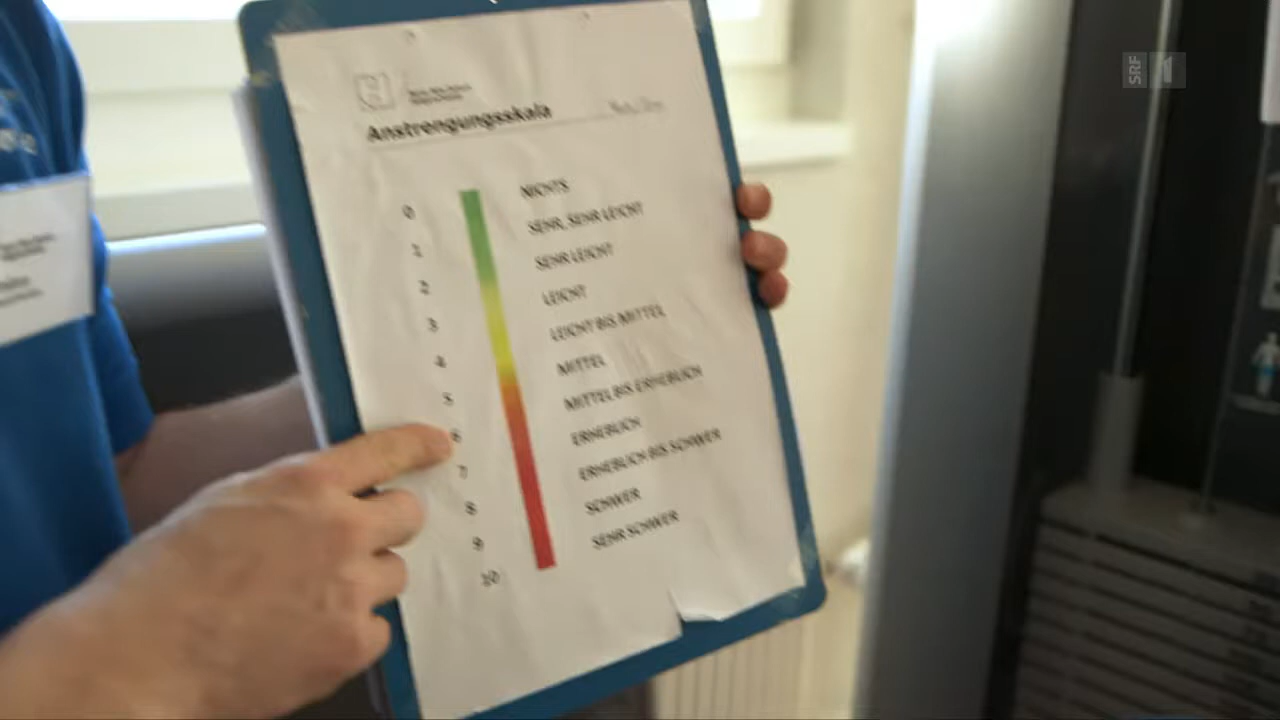 SRF 1
Anstrengungsskala
0 NICHTS
1 SEHR, SEHR LEICHT
2 SEHR LEICHT
3 LEICHT
4 LEICHT BIS MITTEL
5 MITTEL
6 MITTEL BIS ERHEBLICH
7 ERHEBLICH
8 ERHEBLICH BIS SCHWER
9 SCHWER
10 SEHR SCHWER